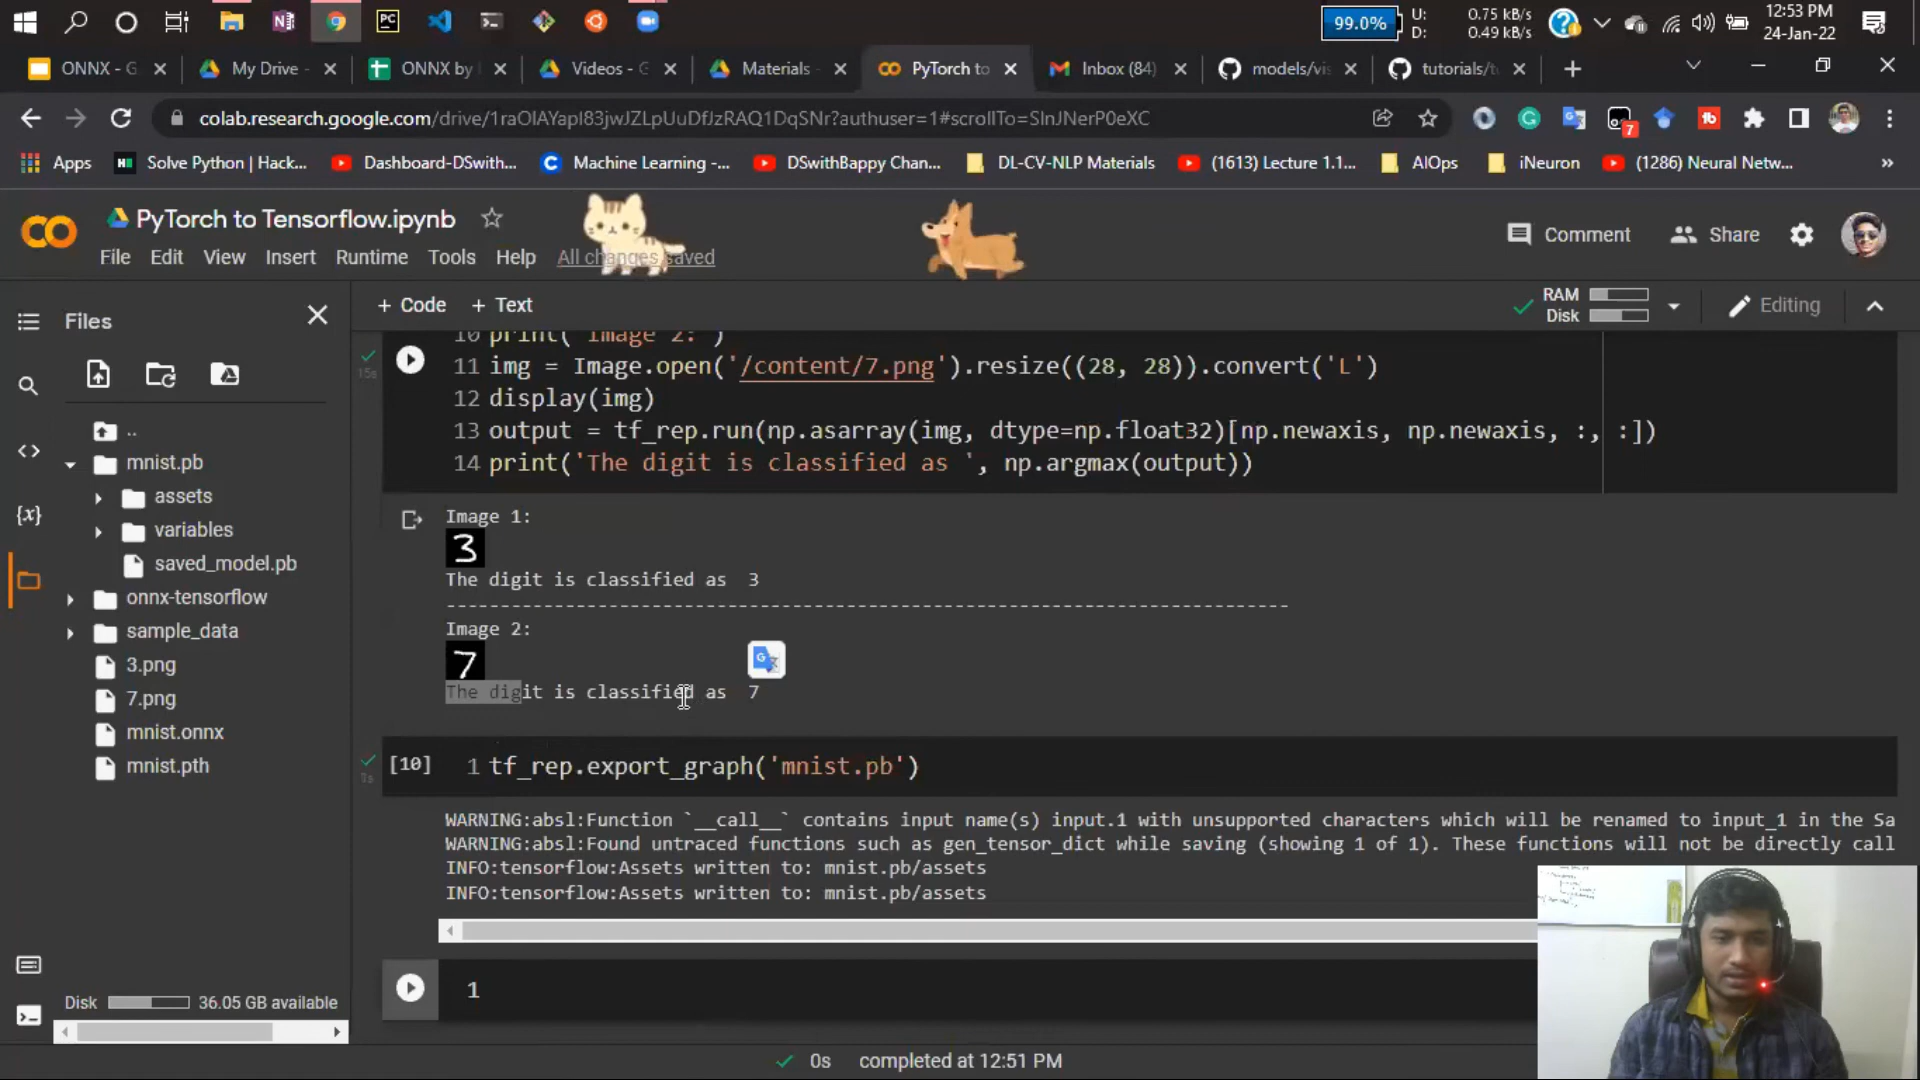 99.0%
U: 0.75 kB/s
D: 0.49 kB/s
12:53 PM
24-Jan-22
ONNX - G
My Drive -
ONNX by
Videos - G
Materials
PyTorch to
Inbox (84)
models/vis
tutorials/t
colab.research.google.com/drive/1raOlAYapI83jwJZLpUuDfJzRAQ1DqSNr?authuser=1#scrollTo=SlnJNerP0eXC
7
Apps
Solve Python | Hack...
Dashboard-DSwith...
Machine Learning -...
DSwithBappy Chan...
DL-CV-NLP Materials
(1613) Lecture 1.1...
AIOps
iNeuron
(1286) Neural Netw...
»
PyTorch to Tensorflow.ipynb
Comment
Share
File Edit View Insert Runtime Tools Help All changes saved
Files
+ Code + Text
RAM
Disk
Editing
10 print('Image 2:')
15s
11 img = Image.open('/content/7.png').resize((28, 28)).convert('L')
12 display(img)
13 output = tf_rep.run(np.asarray(img, dtype=np.float32)[np.newaxis, np.newaxis, :, :])
14 print('The digit is classified as ', np.argmax(output))
..
mnist.pb
assets
variables
saved_model.pb
onnx-tensorflow
sample_data
3.png
7.png
mnist.onnx
mnist.pth
Image 1:
3
The digit is classified as 3
--------------------------------------------------------------------------------
Image 2:
7
The digit is classified as 7
[10] 1 tf_rep.export_graph('mnist.pb')
WARNING:absl:Function `__call__` contains input name(s) input.1 with unsupported characters which will be renamed to input_1 in the Sa
WARNING:absl:Found untraced functions such as gen_tensor_dict while saving (showing 1 of 1). These functions will not be directly call
INFO:tensorflow:Assets written to: mnist.pb/assets
INFO:tensorflow:Assets written to: mnist.pb/assets
1
Disk 36.05 GB available
0s completed at 12:51 PM